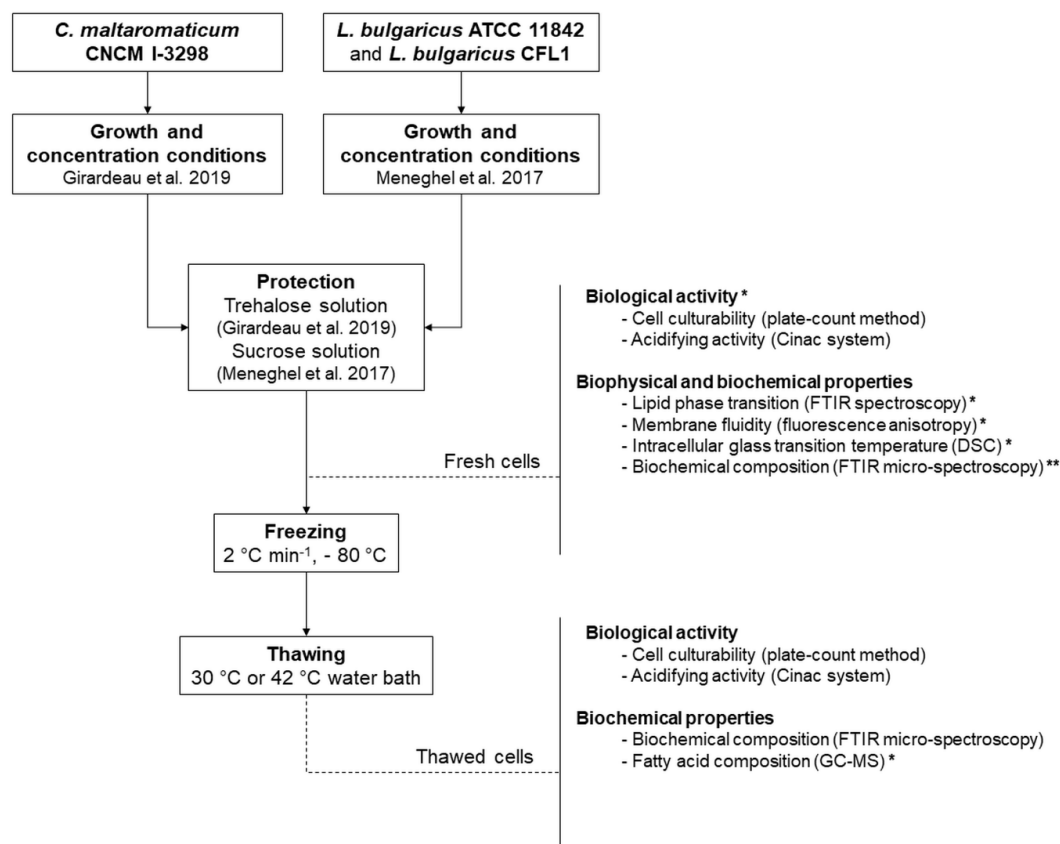 C. maltaromaticum
CNCM I-3298
L. bulgaricus ATCC 11842
and L. bulgaricus CFL1
Growth and
concentration conditions
Girardeau et al. 2019
Growth and
concentration conditions
Meneghel et al. 2017
Protection
Trehalose solution
(Girardeau et al. 2019)
Sucrose solution
(Meneghel et al. 2017)
Biological activity *
- Cell culturability (plate-count method)
- Acidifying activity (Cinac system)
Biophysical and biochemical properties
- Lipid phase transition (FTIR spectroscopy) *
- Membrane fluidity (fluorescence anisotropy) *
- Intracellular glass transition temperature (DSC) *
- Biochemical composition (FTIR micro-spectroscopy) **
Fresh cells
Freezing
2 °C min⁻¹, - 80 °C
Thawing
30 °C or 42 °C water bath
Biological activity
- Cell culturability (plate-count method)
- Acidifying activity (Cinac system)
Biochemical properties
- Biochemical composition (FTIR micro-spectroscopy)
- Fatty acid composition (GC-MS) *
Thawed cells